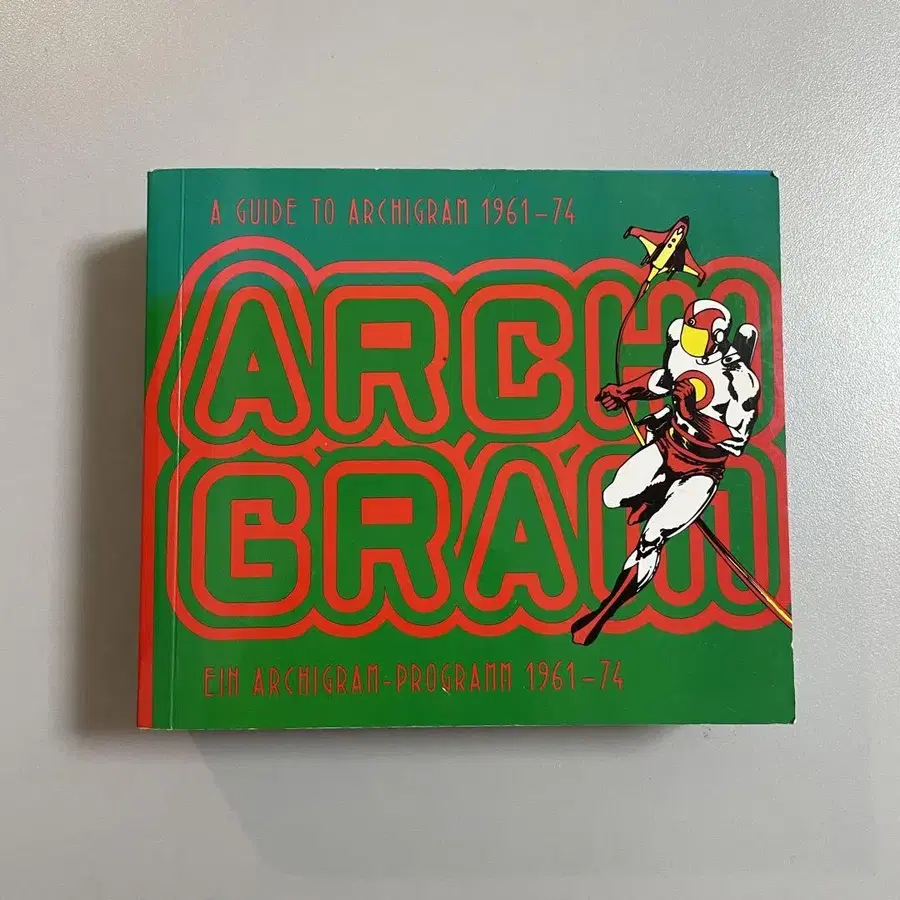 A GUIDE TO ARCHIGRAM 1961–74
ARCHI
GRAM
EIN ARCHIGRAM-PROGRAMM 1961–74